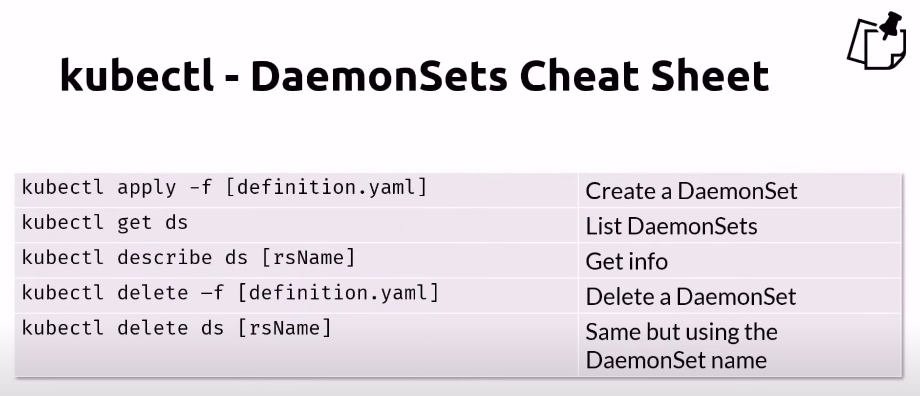 kubectl - DaemonSets Cheat Sheet
kubectl apply -f [definition.yaml] Create a DaemonSet
kubectl get ds List DaemonSets
kubectl describe ds [rsName] Get info
kubectl delete –f [definition.yaml] Delete a DaemonSet
kubectl delete ds [rsName] Same but using the
DaemonSet name